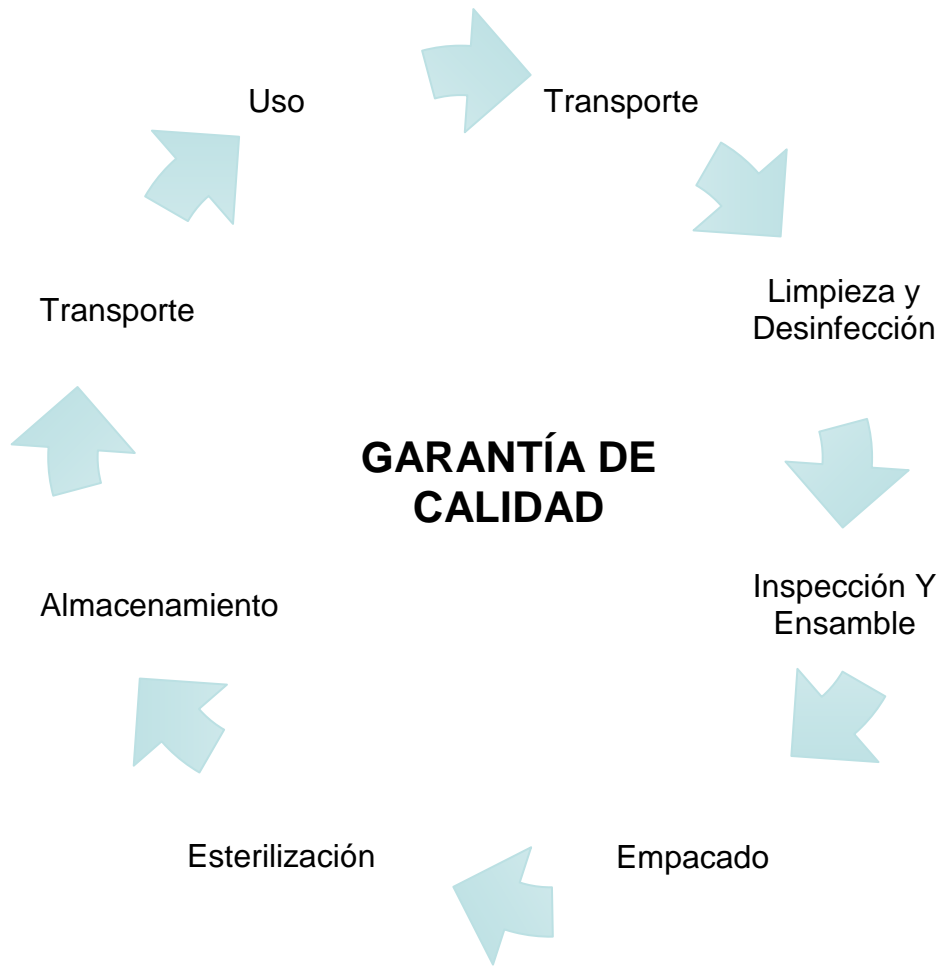 Uso
Transporte
Limpieza y
Desinfección
Inspección Y
Ensamble
Empacado
Esterilización
Almacenamiento
Transporte
GARANTÍA DE
CALIDAD